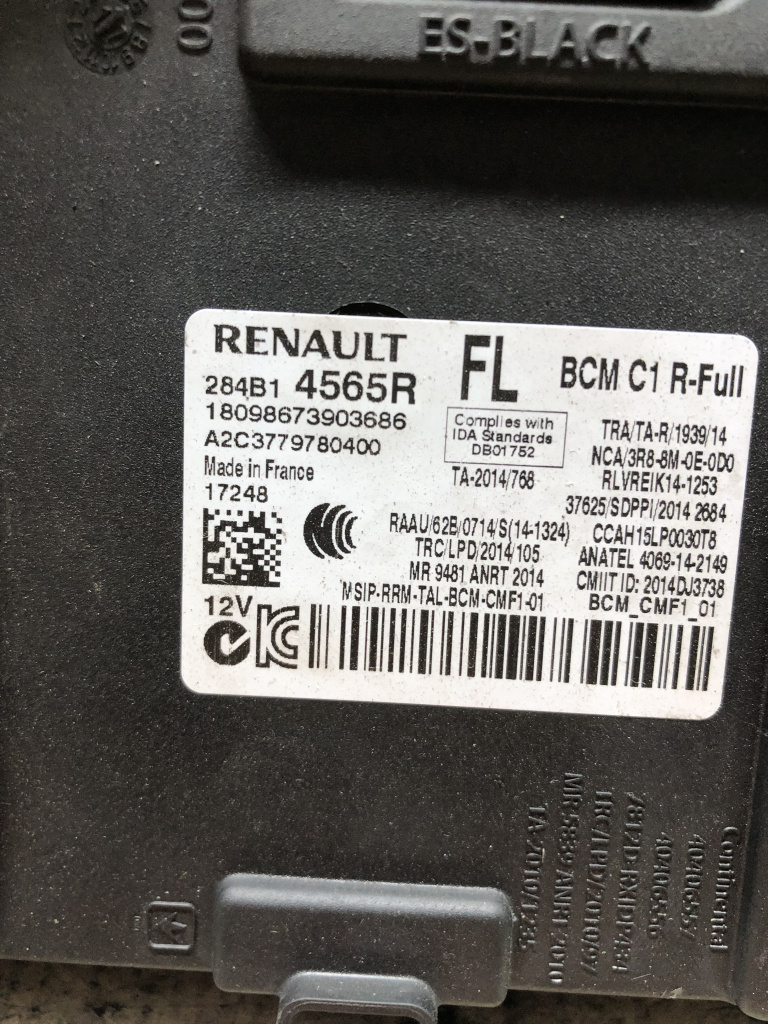 00
ES-BLACK
RENAULT
284B1 4565R
18098673903686
A2C3779780400
Made in France
17248
12V
FL
Complies with
IDA Standards
DB01752
TA-2014/768
RAAU/62B/0714/S(14-1324)
TRC/LPD/2014/105
MR 9481 ANRT 2014
MSIP-RRM-TAL-BCM-CMF1-01
BCM C1 R-Full
TRA/TA-R/1939/14
NCA/3R8-8M-0E-0D0
RLVREIK14-1253
37625/SDPPI/2014 2684
CCAH15LP0030T8
ANATEL 4069-14-2149
CMIIT ID: 2014DJ3738
BCM_CMF1_01
Continental
40206557
40206556
TRC/LPD/2010/97
MR 5839 ANRT 2010